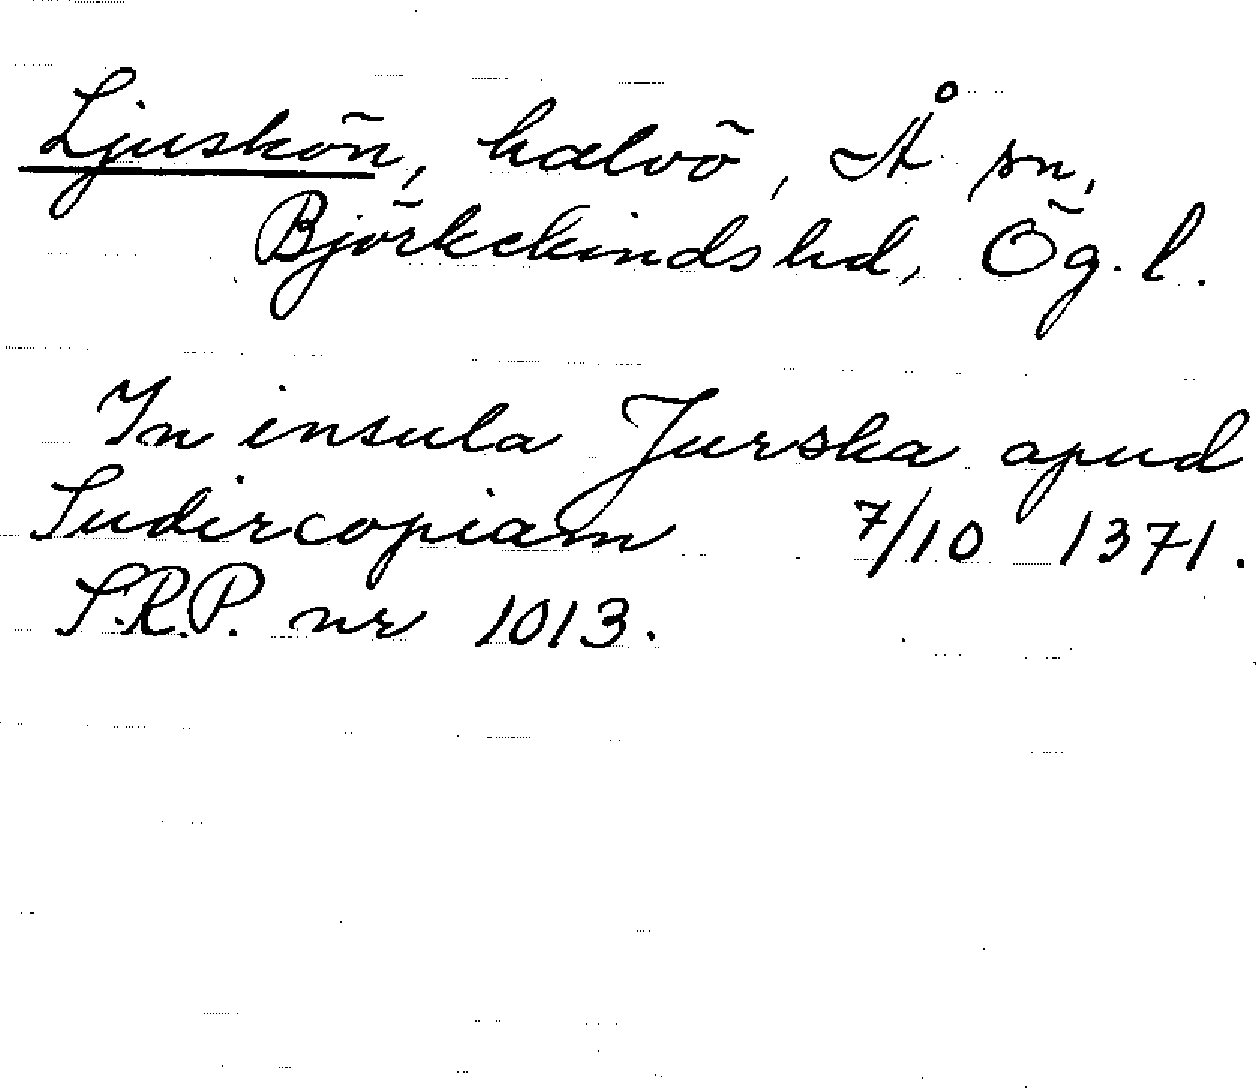 Ljuskön, halvö, Å sn,
Björkekinds hd, Ög. l.
In insula Jurska apud
Sudircopiam 7/10 1371.
S.R.P. nr 1013.